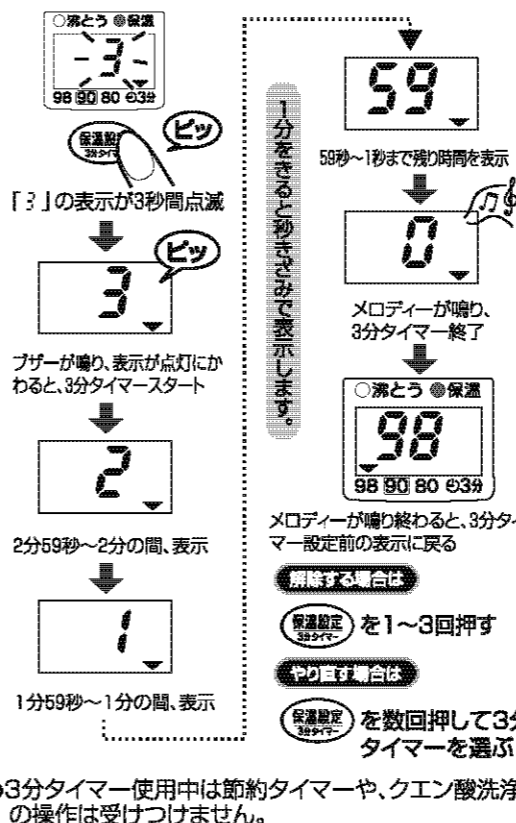 ○沸とう ●保温
3
98 90 80 ⏲3分
保温設定
3分タイマー
ピッ
「3」の表示が3秒間点滅
ピッ
3
ブザーが鳴り、表示が点灯にか
わると、3分タイマースタート
2
2分59秒～2分の間、表示
1
1分59秒～1分の間、表示
1分をきると秒きざみで表示します。
59
59秒～1秒まで残り時間を表示
0
メロディーが鳴り、
3分タイマー終了
○沸とう ●保温
98
98 90 80 ⏲3分
メロディーが鳴り終わると、3分タイ
マー設定前の表示に戻る
解除する場合は
保温設定
3分タイマー
を1～3回押す
やり直す場合は
保温設定
3分タイマー
を数回押して3分
タイマーを選ぶ
3分タイマー使用中は節約タイマーや、クエン酸洗浄
の操作は受けつけません。